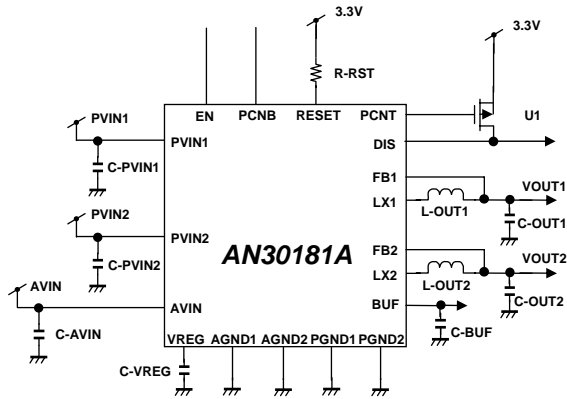 3.3V
3.3V
R-RST
EN PCNB RESET PCNT
U1
PVIN1
PVIN1
DIS
C-PVIN1
FB1
VOUT1
LX1
L-OUT1
C-OUT1
PVIN2
PVIN2
FB2
VOUT2
AN30181A
C-PVIN2
LX2
L-OUT2
C-OUT2
AVIN
AVIN
BUF
C-BUF
C-AVIN
VREG AGND1 AGND2 PGND1 PGND2
C-VREG